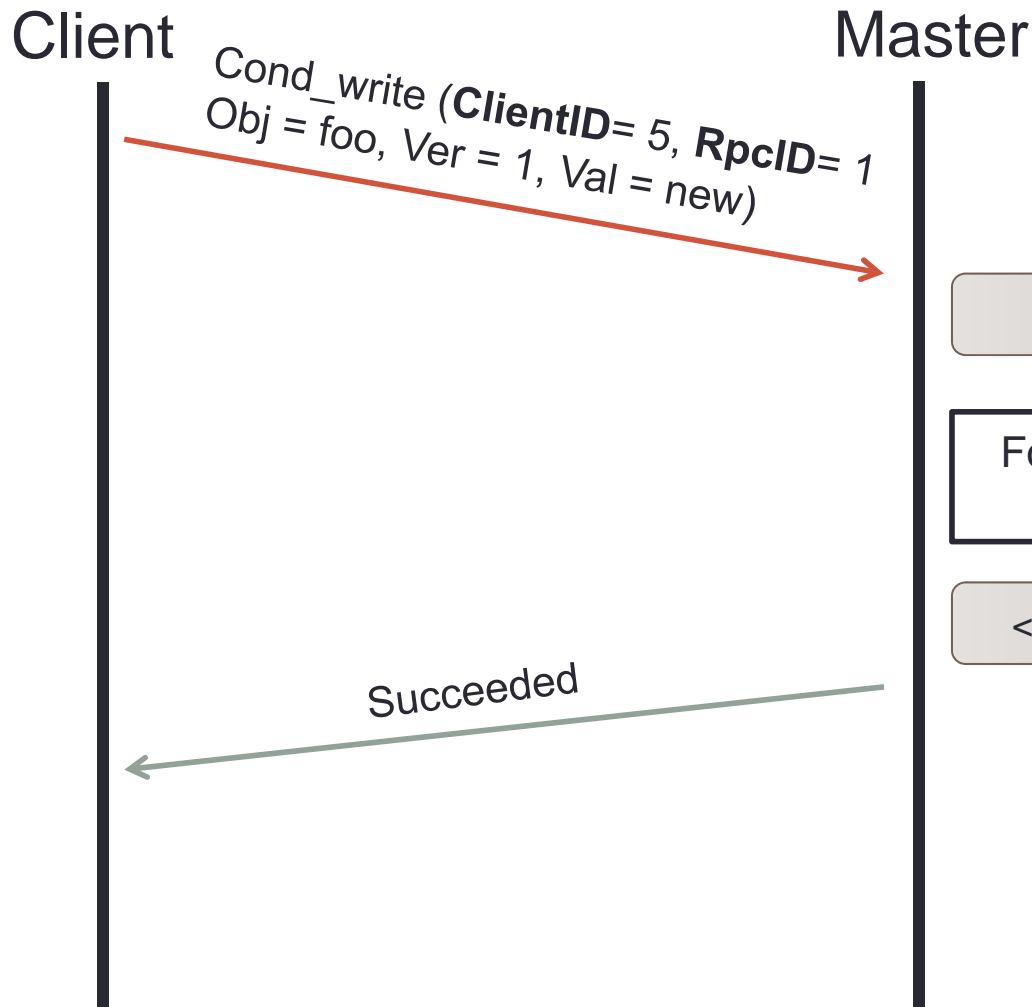 Client
Master
Cond_write (ClientID= 5, RpcID= 1
Obj = foo, Ver = 1, Val = new)
<
Succeeded